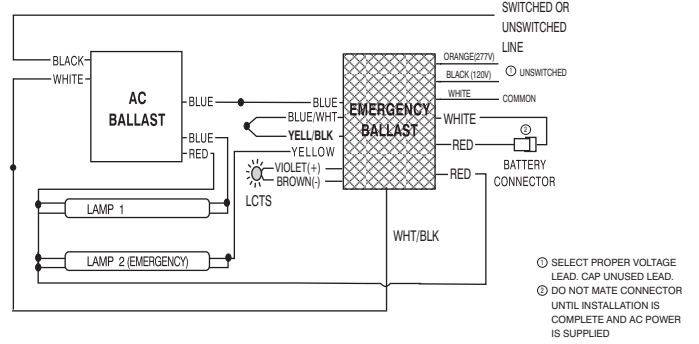 SWITCHED OR
UNSWITCHED
LINE
BLACK
WHITE
AC
BALLAST
BLUE
BLUE
RED
BLUE
BLUE/WHT
YELL/BLK
YELLOW
VIOLET(+)
BROWN(-)
LCTS
EMERGENCY
BALLAST
ORANGE(277V)
BLACK (120V)
1 UNSWITCHED
WHITE
COMMON
WHITE
2
RED
BATTERY
CONNECTOR
RED
LAMP 1
LAMP 2 (EMERGENCY)
WHT/BLK
1 SELECT PROPER VOLTAGE
LEAD. CAP UNUSED LEAD.
2 DO NOT MATE CONNECTOR
UNTIL INSTALLATION IS
COMPLETE AND AC POWER
IS SUPPLIED